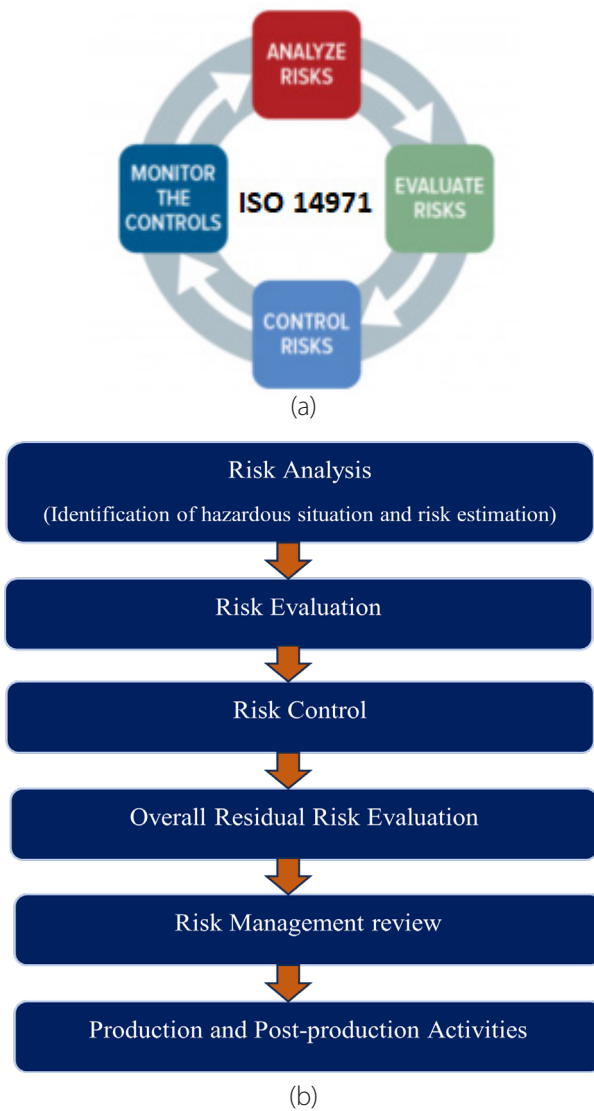 ANALYZE
RISKS
MONITOR
THE
CONTROLS
ISO 14971
EVALUATE
RISKS
CONTROL
RISKS
(a)
Risk Analysis
(Identification of hazardous situation and risk estimation)
Risk Evaluation
Risk Control
Overall Residual Risk Evaluation
Risk Management review
Production and Post-production Activities
(b)